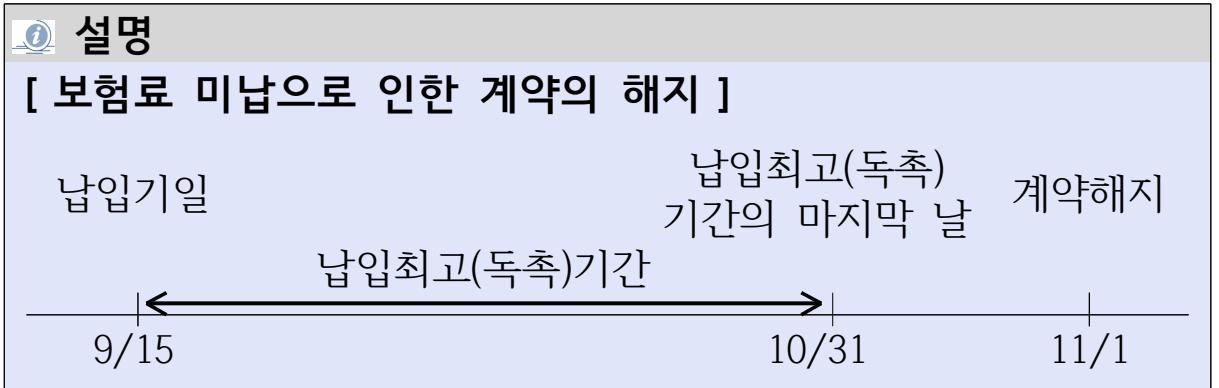 설명
[ 보험료 미납으로 인한 계약의 해지 ]
납입기일
납입최고(독촉)
기간의 마지막 날
계약해지
납입최고(독촉)기간
9/15
10/31
11/1